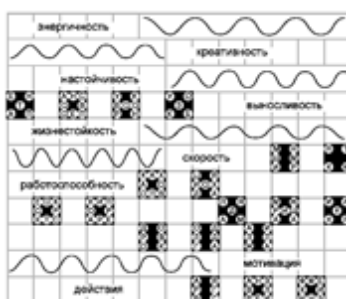 энергичность
креативность
настойчивость
выносливость
жизнестойкость
скорость
работоспособность
мотивация
действия